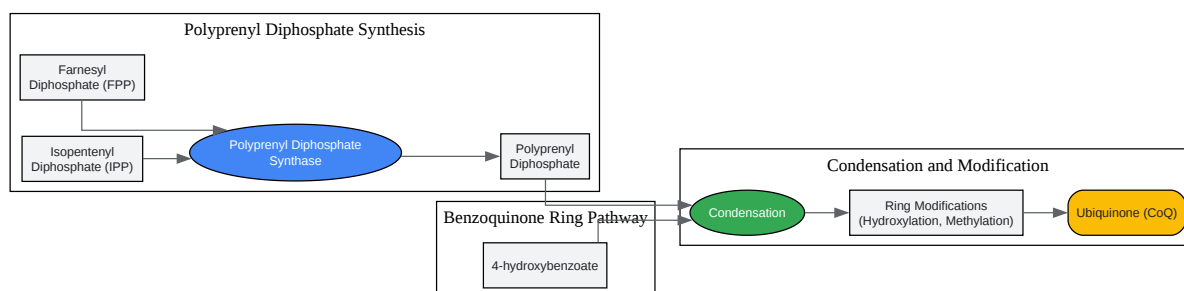 Polyprenyl Diphosphate Synthesis
Farnesyl
Diphosphate (FPP)
Isopentenyl
Diphosphate (IPP)
Polyprenyl Diphosphate
Synthase
Polyprenyl
Diphosphate
Benzoquinone Ring Pathway
4-hydroxybenzoate
Condensation and Modification
Condensation
Ring Modifications
(Hydroxylation, Methylation)
Ubiquinone (CoQ)